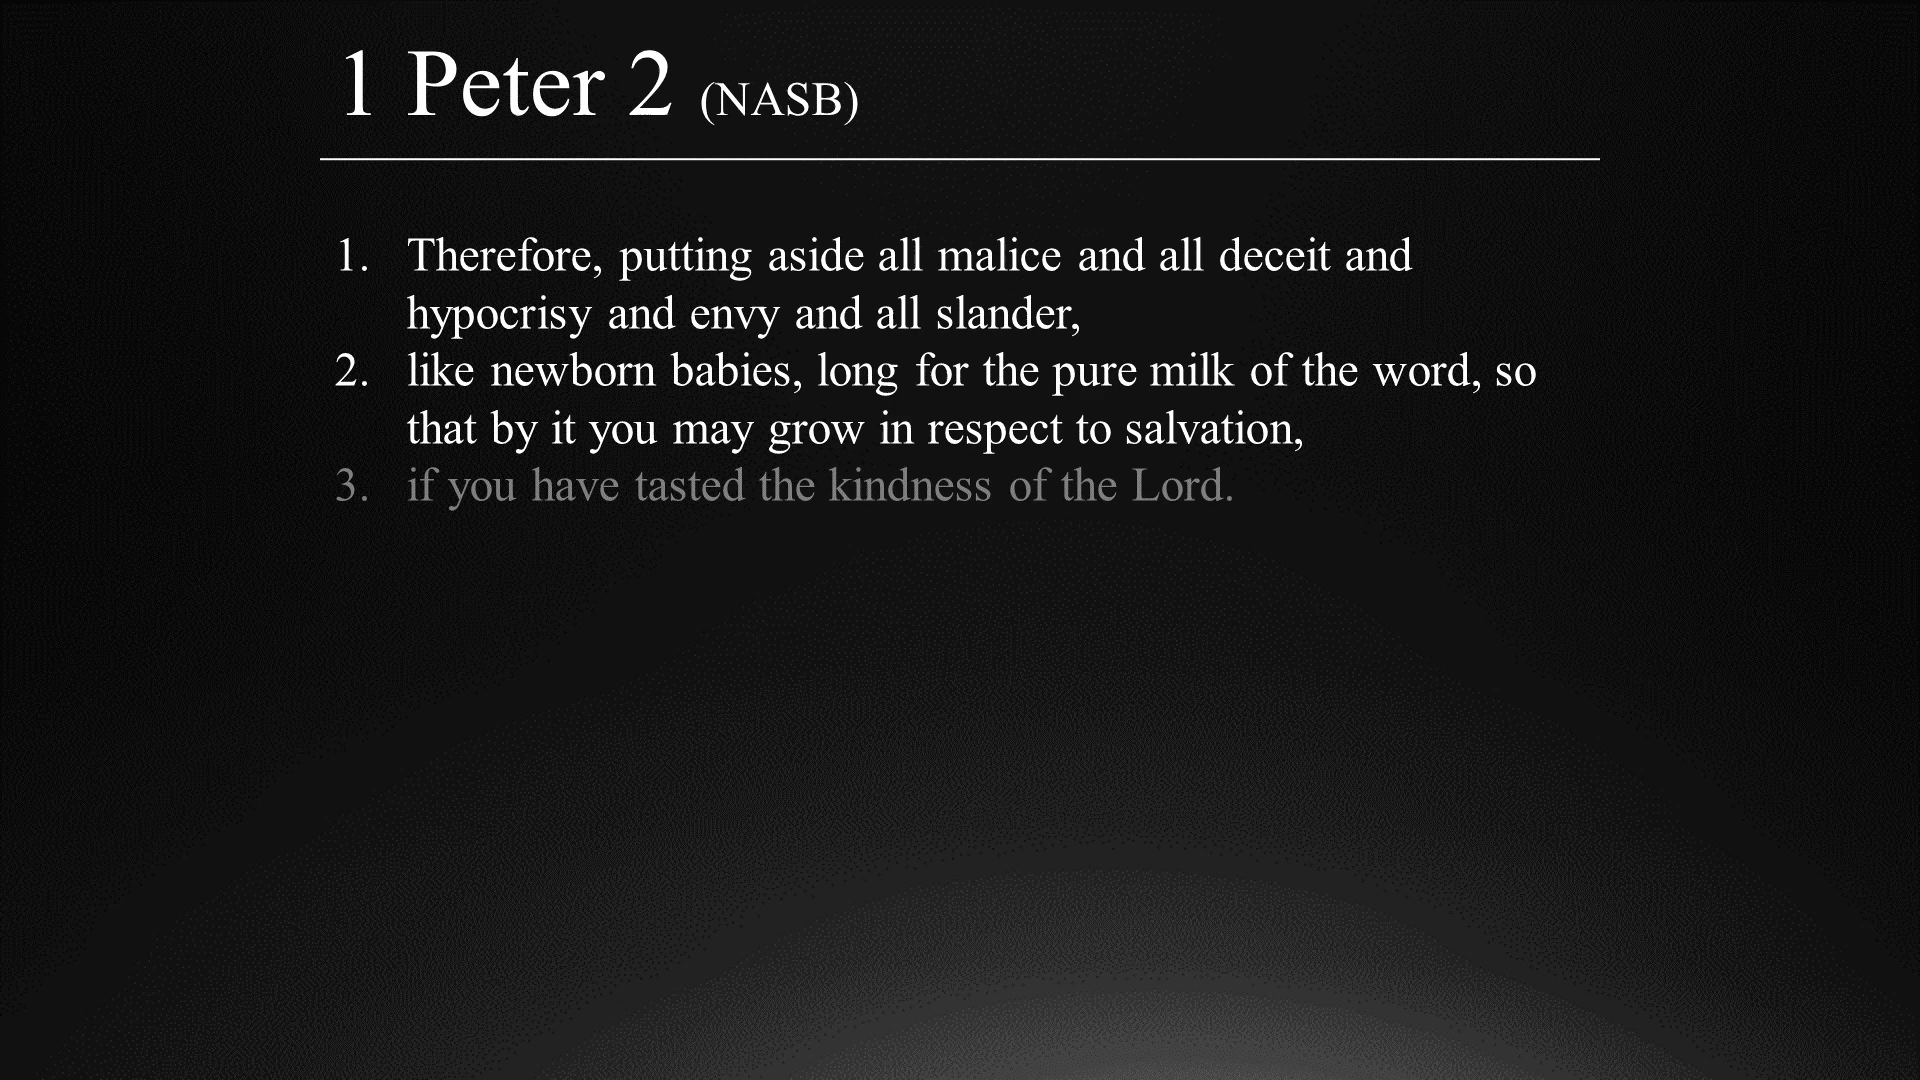 1 Peter 2 (NASB)
1. Therefore, putting aside all malice and all deceit and
hypocrisy and envy and all slander,
2. like newborn babies, long for the pure milk of the word, so
that by it you may grow in respect to salvation,
3. if you have tasted the kindness of the Lord.